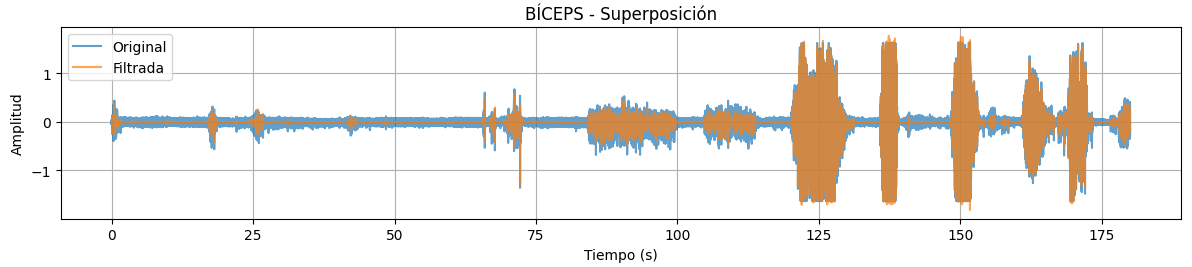 BÍCEPS - Superposición
Original
Filtrada
Amplitud
1
0
−1
0 25 50 75 100 125 150 175
Tiempo (s)